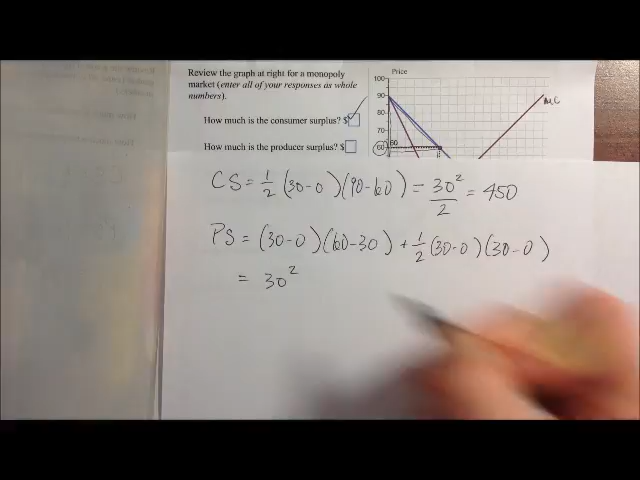 Review the graph at right for a monopoly
market (enter all of your responses as whole
numbers).
How much is the consumer surplus? $
How much is the producer surplus? $
Price
100
90
80
70
60
60
MC
CS = 1/2 (30-0)(90-60) = 30²/2 = 450
PS = (30-0)(60-30) + 1/2 (30-0)(30-0)
= 30²